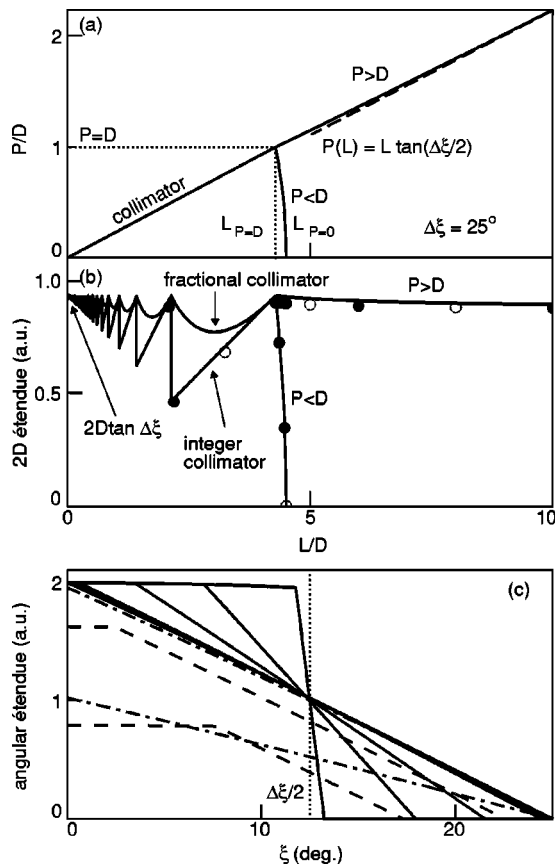 (a)
2
P>D
P/D
P=D
P(L) = L tan(Δξ/2)
1
collimator
P<D
L P=D
L P=0
Δξ = 25°
0
(b)
fractional collimator
P>D
1.0
2D étendue (a.u.)
0.5
P<D
2Dtan Δξ
integer
collimator
0
0 5 10
L/D
2
(c)
angular étendue (a.u.)
1
Δξ/2
0
0 10 20
ξ (deg.)